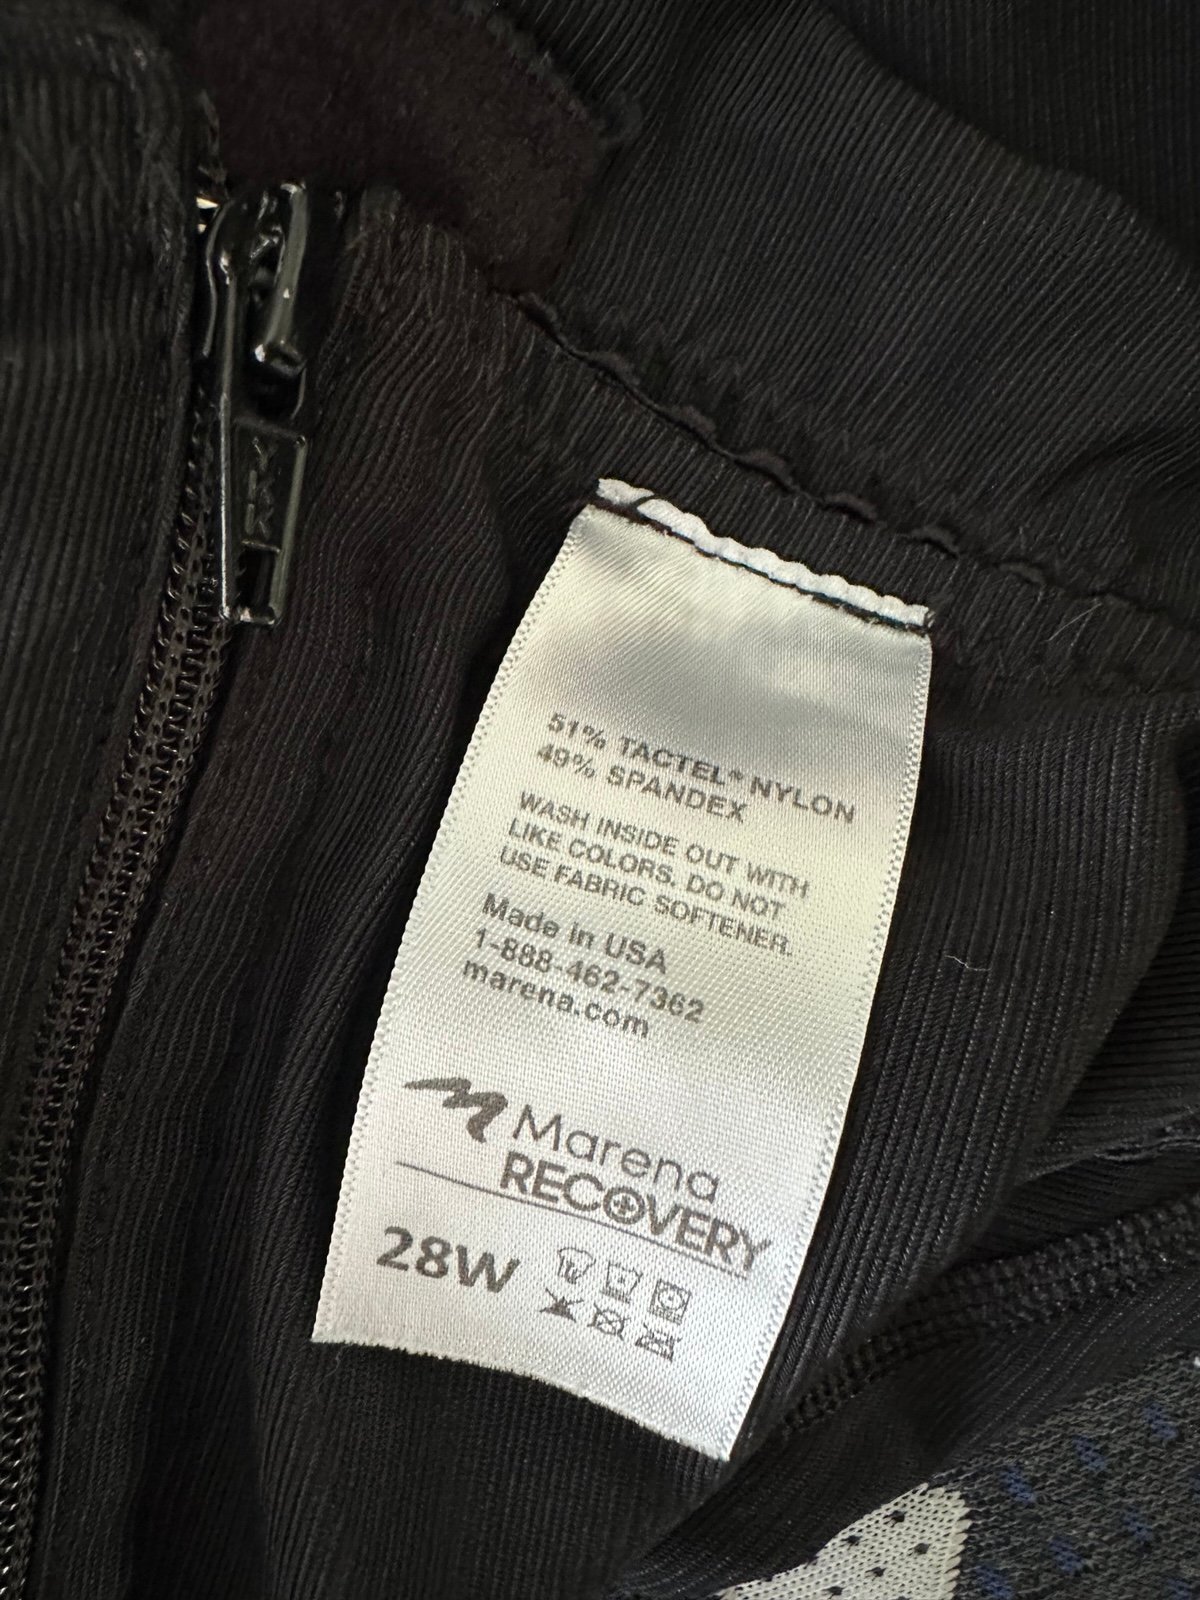 YKK
51% TACTEL® NYLON
49% SPANDEX
WASH INSIDE OUT WITH
LIKE COLORS. DO NOT
USE FABRIC SOFTENER.
Made in USA
1-888-462-7362
marena.com
Marena
RECOVERY
28W